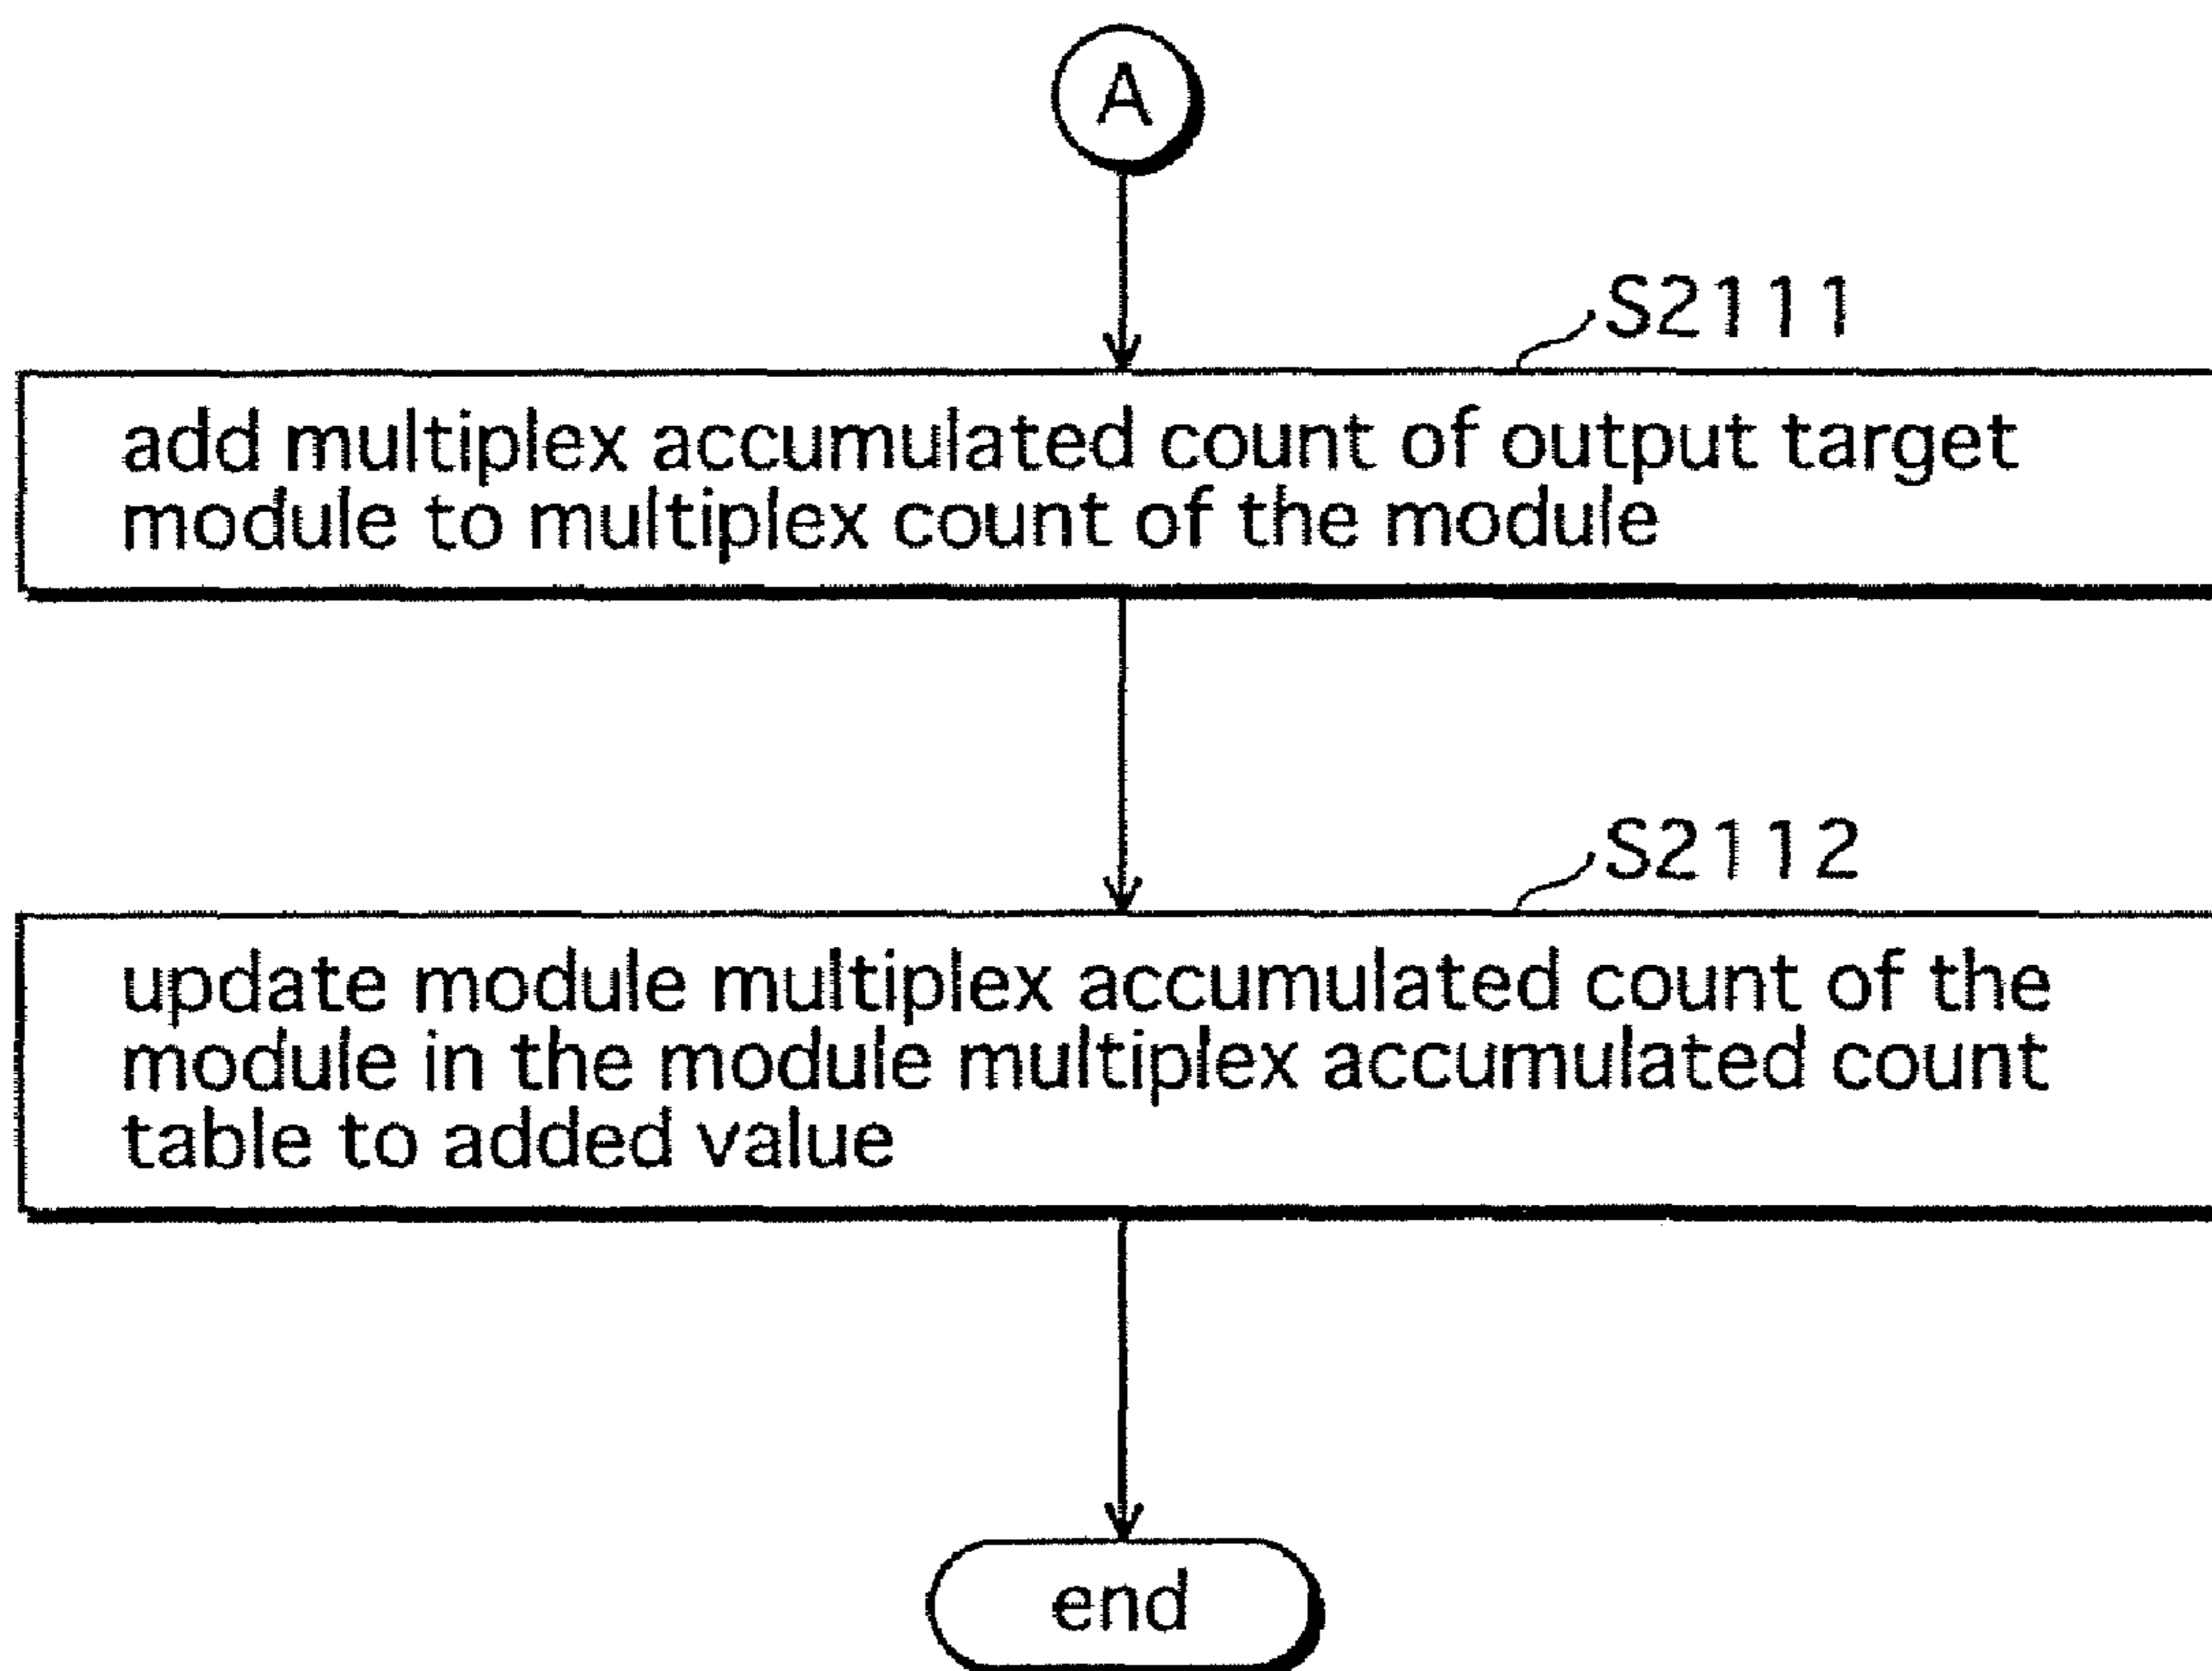 A
S2111
add multiplex accumulated count of output target
module to multiplex count of the module
S2112
update module multiplex accumulated count of the
module in the module multiplex accumulated count
table to added value
end